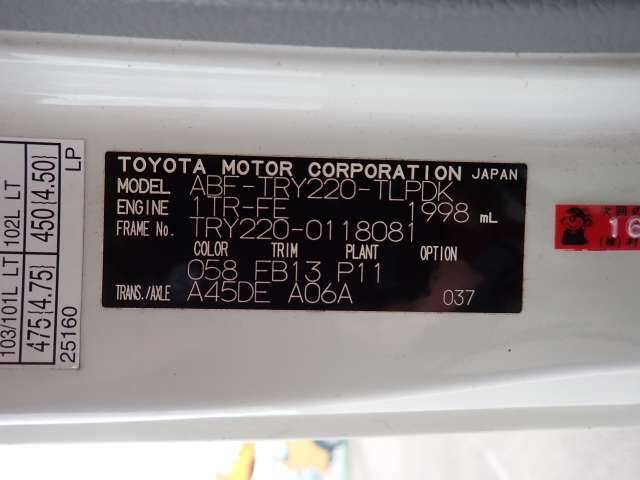 TOYOTA MOTOR CORPORATION JAPAN
MODEL ABF-TRY220-TLPDK
ENGINE 1TR-FE 1998 mL
FRAME No. TRY220-0118081
COLOR TRIM PLANT OPTION
058 FB13 P11
TRANS./AXLE A45DE A06A 037
103/101L LT 102L LT
475{4.75} 450{4.50}
25160 LP
16